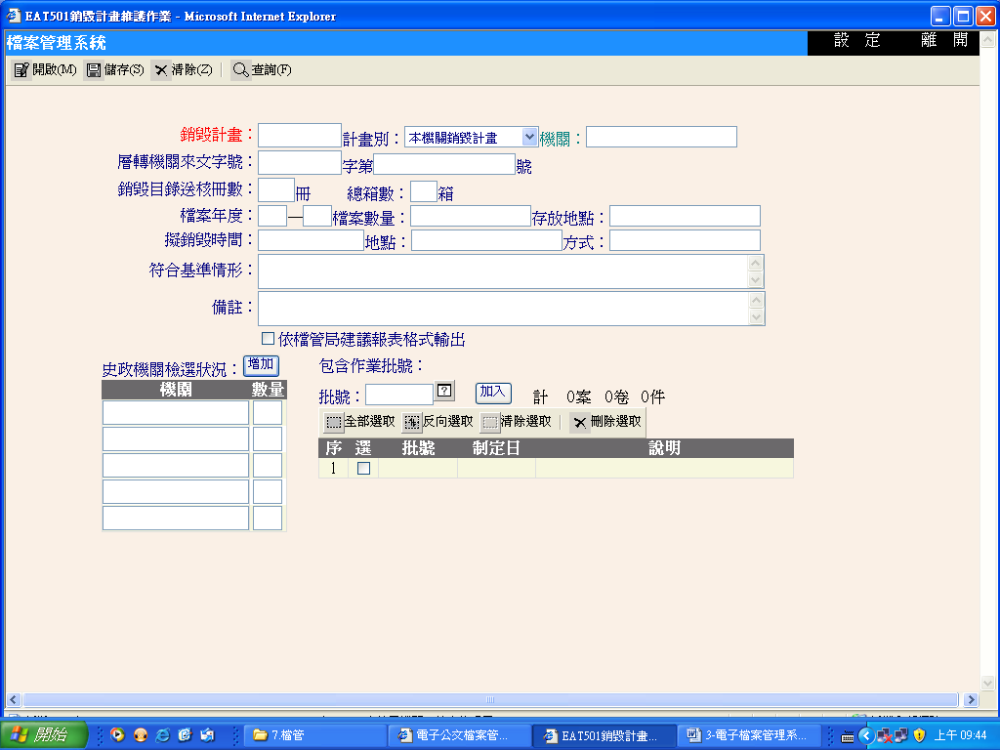 EAT501銷毀計畫維護作業 - Microsoft Internet Explorer
檔案管理系統 設 定 離 開
開啟(M) 儲存(S) 清除(Z) 查詢(F)
銷毀計畫： 計畫別： 本機關銷毀計畫 機關：
層轉機關來文字號： 字第 號
銷毀目錄送核冊數： 冊 總箱數： 箱
檔案年度： — 檔案數量： 存放地點：
擬銷毀時間： 地點： 方式：
符合基準情形：
備註：
依檔管局建議報表格式輸出
史政機關檢選狀況： 增加 包含作業批號：
機關 數量
批號： ? 加入 計 0案 0卷 0件
全部選取 反向選取 清除選取 刪除選取
序 選 批號 制定日 說明
1
開始 7.檔管 電子公文檔案管... EAT501銷毀計畫... 3-電子檔案管理系... 上午 09:44